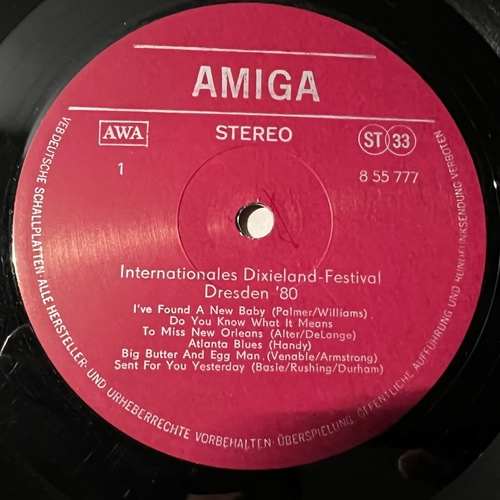 AMIGA
AWA
STEREO
ST 33
1
8 55 777
Internationales Dixieland-Festival
Dresden '80
I've Found A New Baby (Palmer/Williams).
Do You Know What It Means
To Miss New Orleans (Alter/DeLange)
Atlanta Blues (Handy)
Big Butter And Egg Man.(Venable/Armstrong)
Sent For You Yesterday (Basie/Rushing/Durham)
VEB DEUTSCHE SCHALLPLATTEN · ALLE HERSTELLER- UND URHEBERRECHTE VORBEHALTEN · ÜBERSPIELUNG, ÖFFENTLICHE AUFFÜHRUNG UND RUNDFUNKSENDUNG VERBOTEN